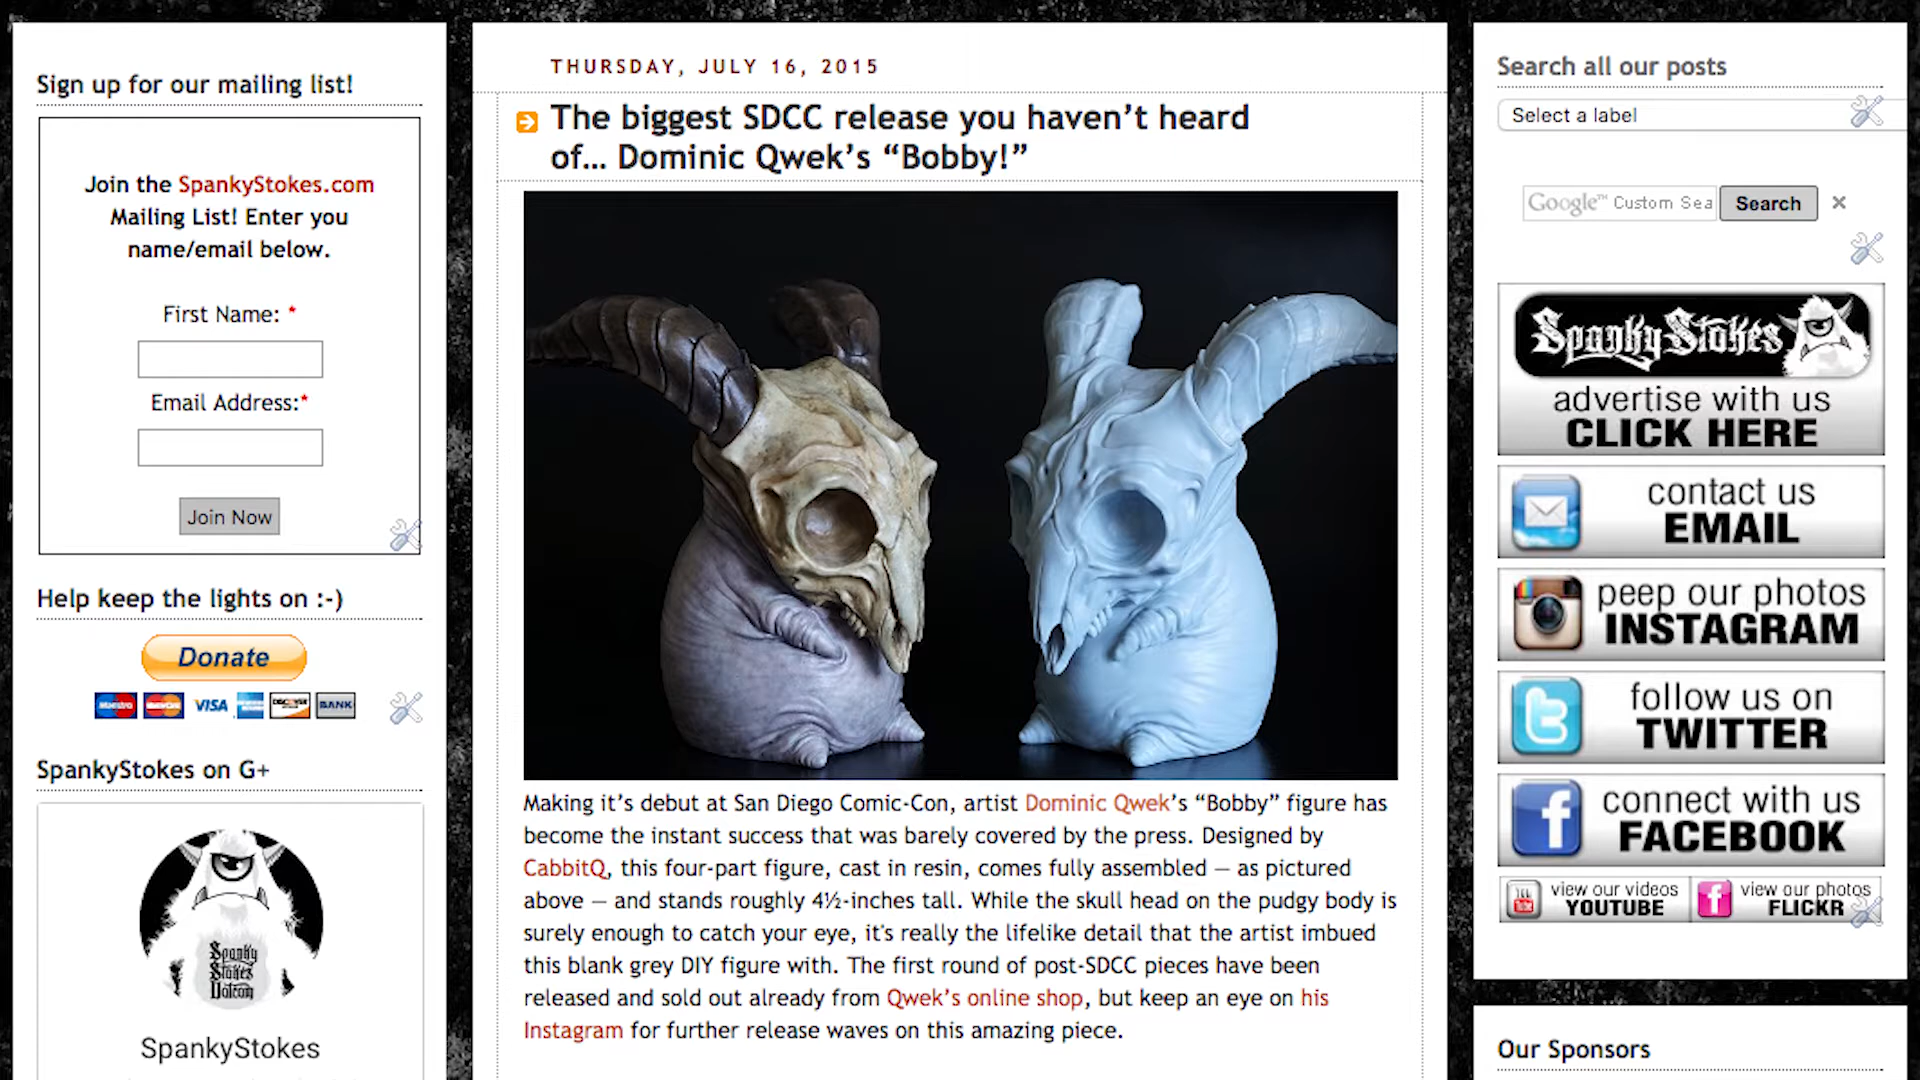 Sign up for our mailing list!
Join the SpankyStokes.com
Mailing List! Enter you
name/email below.
First Name: *
Email Address:*
Join Now
Help keep the lights on :-)
Donate
Maestro
VISA
DISCOVER
BANK
SpankyStokes on G+
Spanky
Stokes
Dotcom
SpankyStokes
THURSDAY, JULY 16, 2015
The biggest SDCC release you haven’t heard
of… Dominic Qwek’s “Bobby!”
Making it’s debut at San Diego Comic-Con, artist Dominic Qwek’s “Bobby” figure has
become the instant success that was barely covered by the press. Designed by
CabbitQ, this four-part figure, cast in resin, comes fully assembled — as pictured
above — and stands roughly 4½-inches tall. While the skull head on the pudgy body is
surely enough to catch your eye, it's really the lifelike detail that the artist imbued
this blank grey DIY figure with. The first round of post-SDCC pieces have been
released and sold out already from Qwek’s online shop, but keep an eye on his
Instagram for further release waves on this amazing piece.
Search all our posts
Select a label
Google™ Custom Sea
Search
SpankyStokes
advertise with us
CLICK HERE
contact us
EMAIL
peep our photos
INSTAGRAM
follow us on
TWITTER
connect with us
FACEBOOK
view our videos
YOUTUBE
view our photos
FLICKR
Our Sponsors